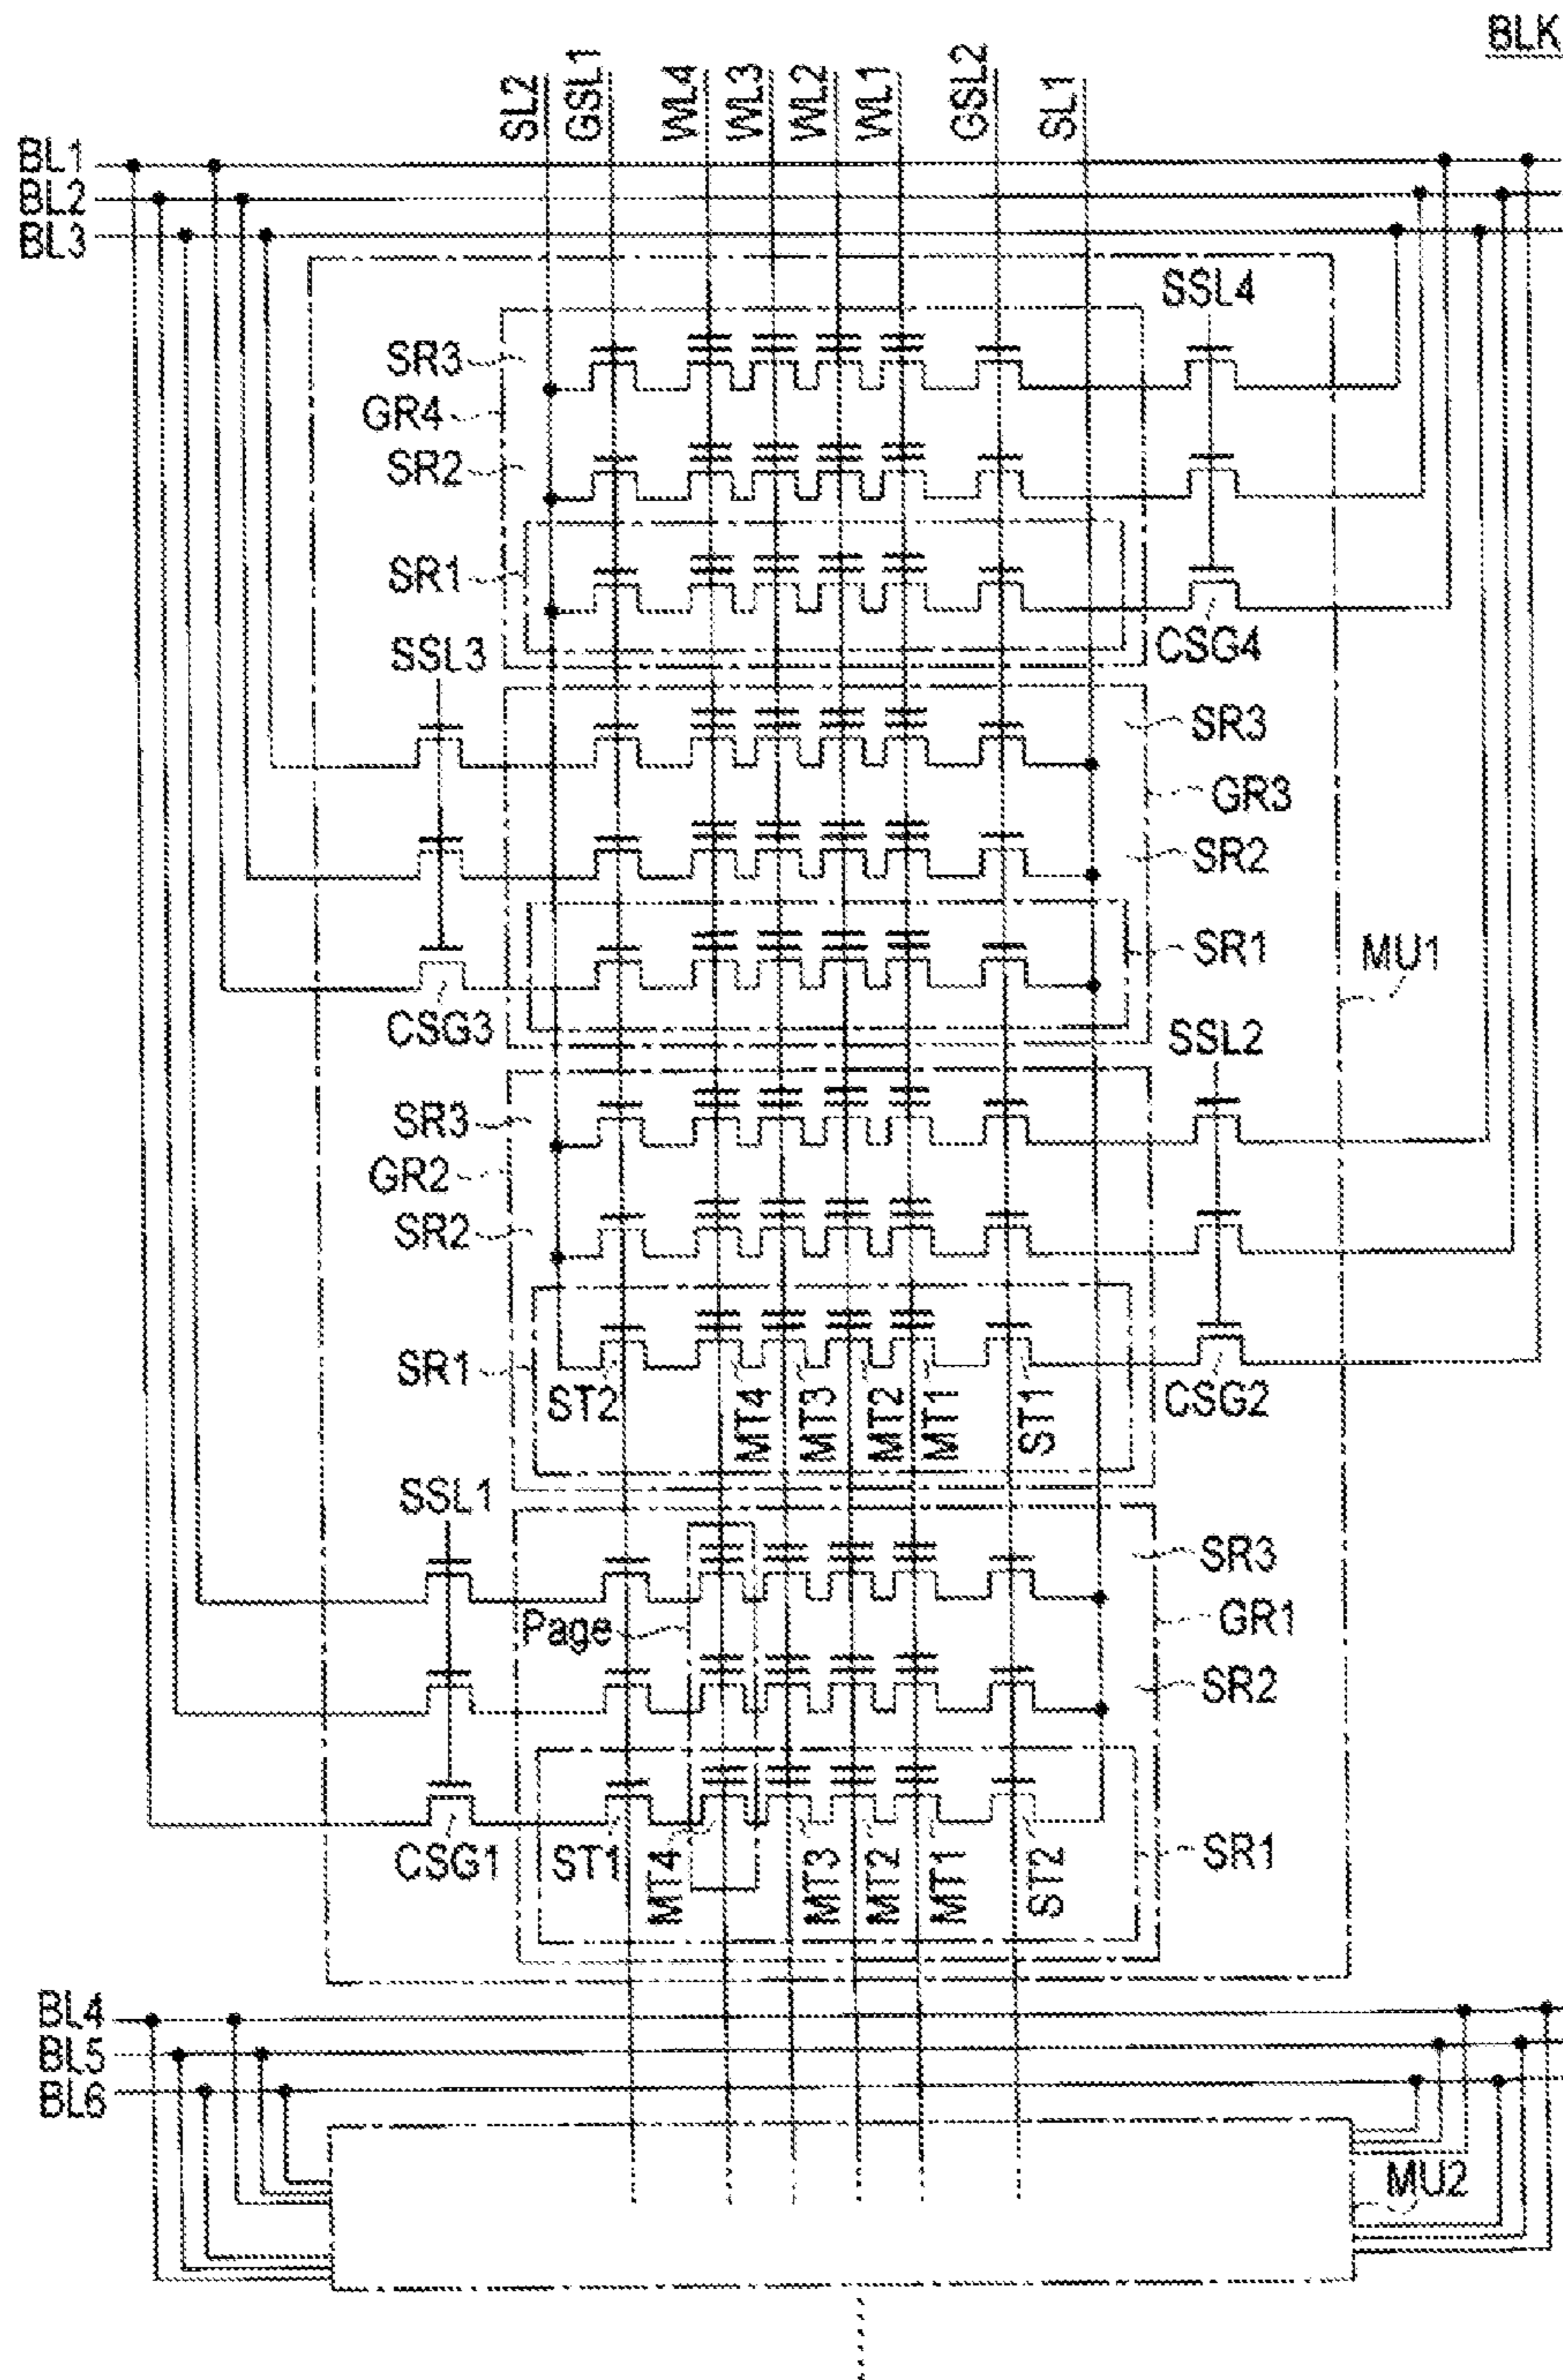 BLK
SL2 GSL1 WL4 WL3 WL2 WL1 GSL2 SL1
BL1
BL2
BL3
SSL4
SR3
GR4
SR2
SR1
CSG4
SSL3
SR3
GR3
SR2
SR1
MU1
CSG3
SSL2
SR3
GR2
SR2
SR1
ST2 MT4 MT3 MT2 MT1 ST1 CSG2
SSL1
SR3
GR1
Page
SR2
CSG1 ST1 MT4 MT3 MT2 MT1 ST2 SR1
BL4
BL5
BL6
MU2